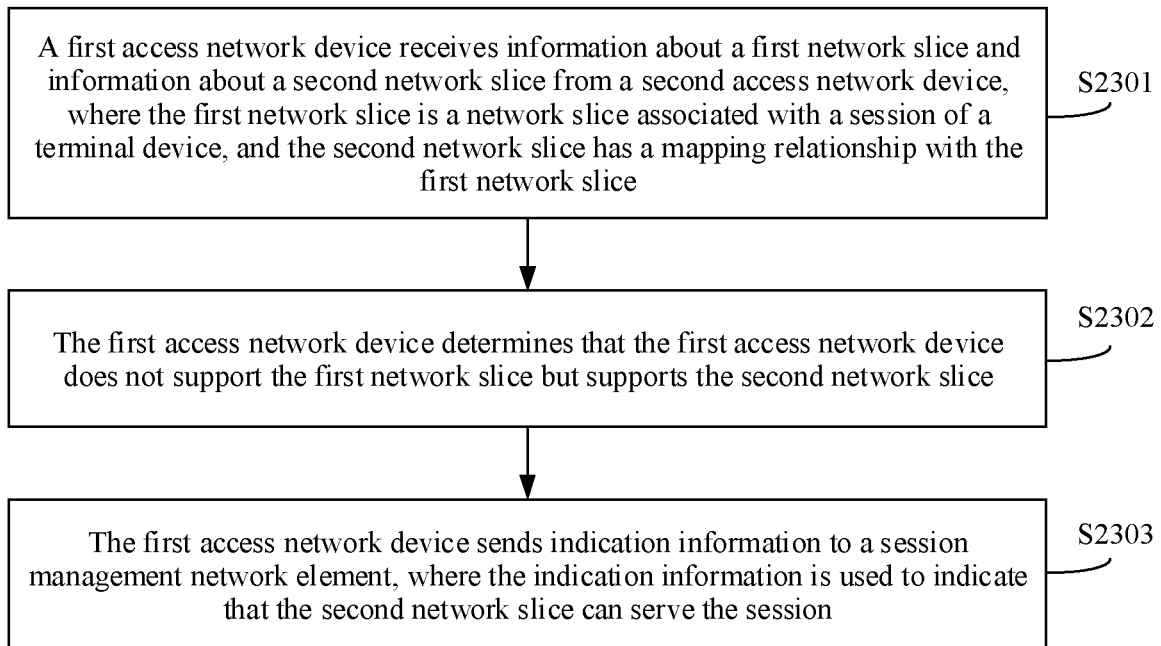 A first access network device receives information about a first network slice and
information about a second network slice from a second access network device,
where the first network slice is a network slice associated with a session of a
terminal device, and the second network slice has a mapping relationship with the
first network slice
S2301
The first access network device determines that the first access network device
does not support the first network slice but supports the second network slice
S2302
The first access network device sends indication information to a session
management network element, where the indication information is used to indicate
that the second network slice can serve the session
S2303